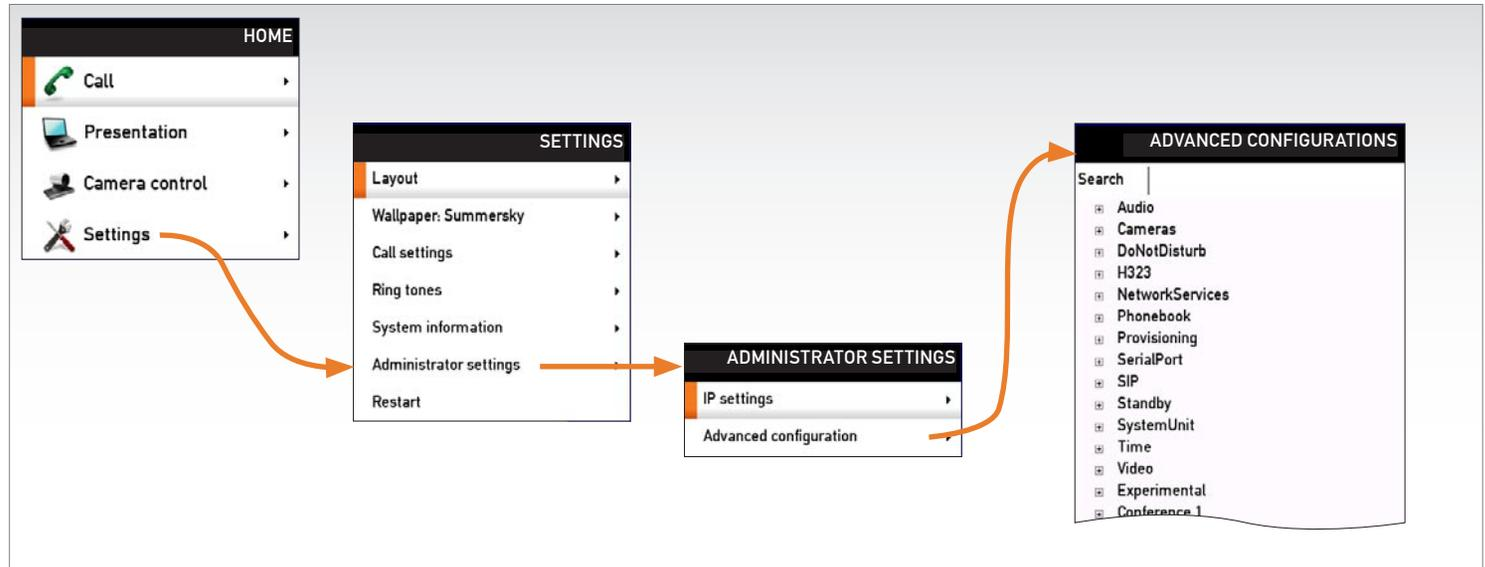 HOME
Call
Presentation
Camera control
Settings
SETTINGS
Layout
Wallpaper: Summersky
Call settings
Ring tones
System information
Administrator settings
Restart
ADMINISTRATOR SETTINGS
IP settings
Advanced configuration
ADVANCED CONFIGURATIONS
Search
Audio
Cameras
DoNotDisturb
H323
NetworkServices
Phonebook
Provisioning
SerialPort
SIP
Standby
SystemUnit
Time
Video
Experimental
Conference 1